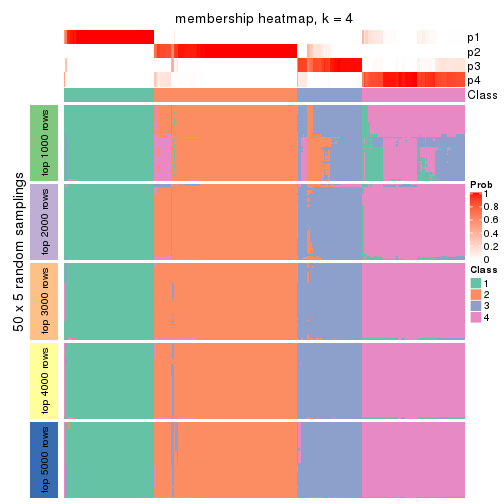 membership heatmap, k = 4
p1
p2
p3
p4
Class
50 x 5 random samplings
top 1000 rows
top 2000 rows
top 3000 rows
top 4000 rows
top 5000 rows
Prob
1
0.8
0.6
0.4
0.2
0
Class
1
2
3
4